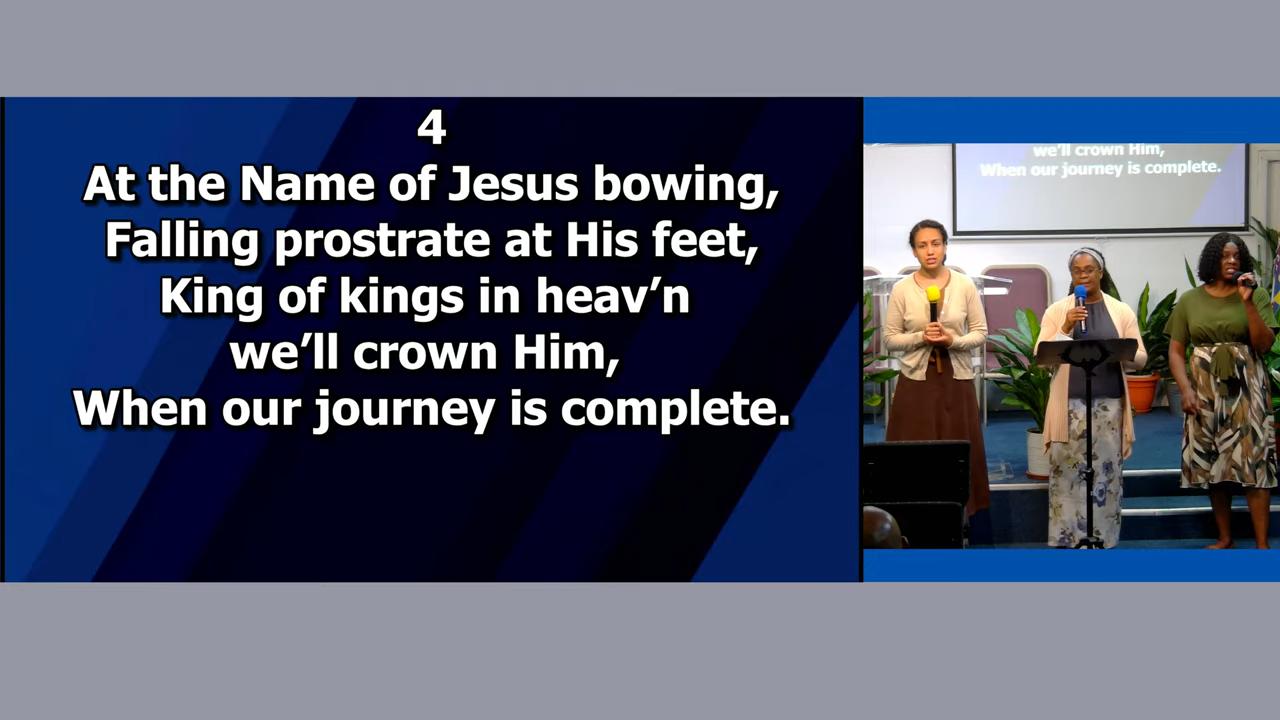 4
At the Name of Jesus bowing,
Falling prostrate at His feet,
King of kings in heav’n
we’ll crown Him,
When our journey is complete.
we’ll crown Him,
When our journey is complete.